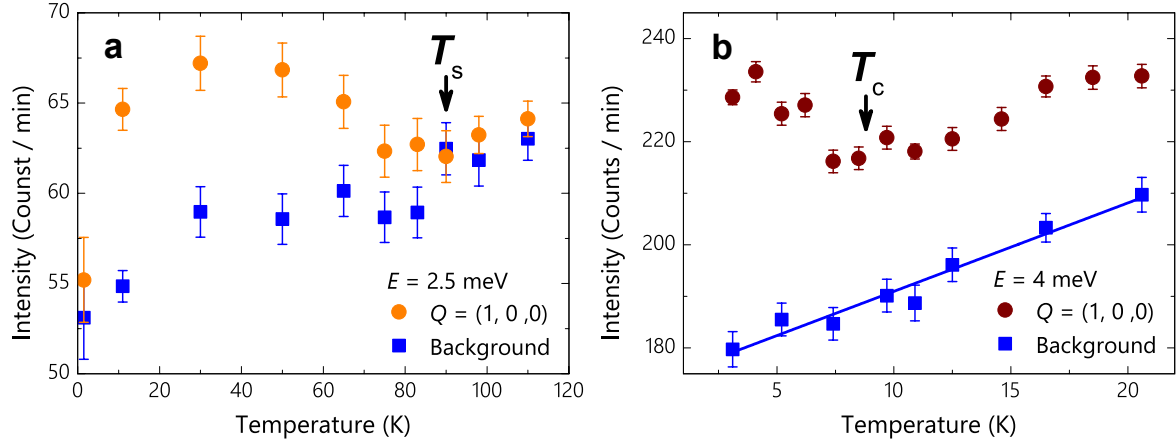 a
Intensity (Counst / min)
70
65
60
55
50
Ts
E = 2.5 meV
Q = (1, 0 ,0)
Background
0 20 40 60 80 100 120
Temperature (K)
b
Intensity (Counts / min)
240
220
200
180
Tc
E = 4 meV
Q = (1, 0 ,0)
Background
5 10 15 20
Temperature (K)